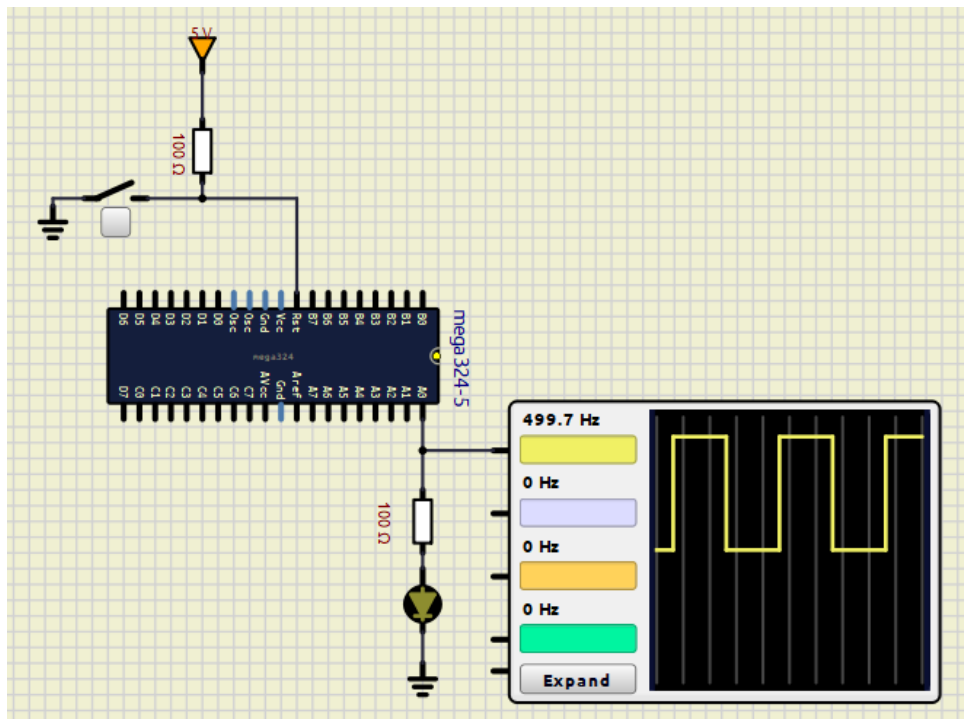 5 V
100 Ω
D6 D5 D4 D3 D2 D1 D0 Osc Osc Gnd Vcc Rst B7 B6 B5 B4 B3 B2 B1 B0
mega324
D7 C0 C1 C2 C3 C4 C5 C6 C7 AVcc Gnd Aref A7 A6 A5 A4 A3 A2 A1 A0
mega324-5
499.7 Hz
0 Hz
0 Hz
0 Hz
Expand
100 Ω